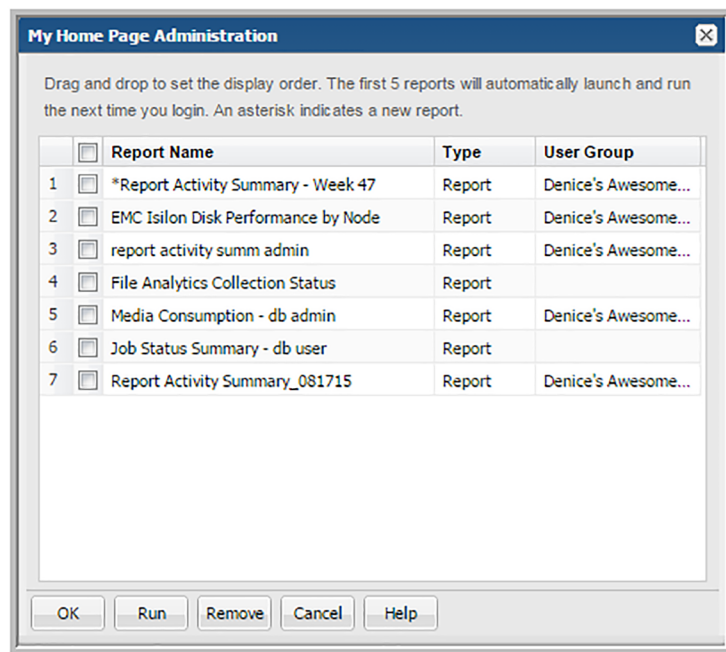 My Home Page Administration
Drag and drop to set the display order. The first 5 reports will automatically launch and run
the next time you login. An asterisk indicates a new report.
Report Name Type User Group
1 *Report Activity Summary - Week 47 Report Denice's Awesome...
2 EMC Isilon Disk Performance by Node Report Denice's Awesome...
3 report activity summ admin Report Denice's Awesome...
4 File Analytics Collection Status Report
5 Media Consumption - db admin Report Denice's Awesome...
6 Job Status Summary - db user Report
7 Report Activity Summary_081715 Report Denice's Awesome...
OK Run Remove Cancel Help